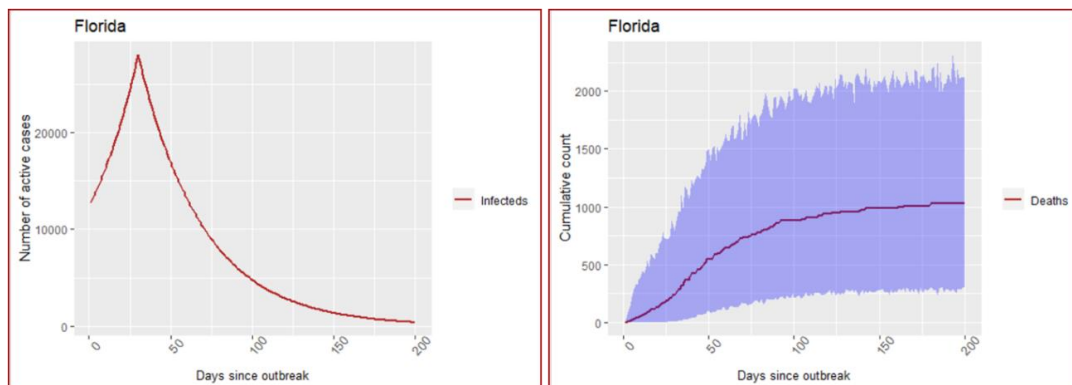 Florida
Number of active cases
20000
10000
0
0
50
100
150
200
Days since outbreak
Infecteds
Florida
Cumulative count
2000
1500
1000
500
0
0
50
100
150
200
Days since outbreak
Deaths